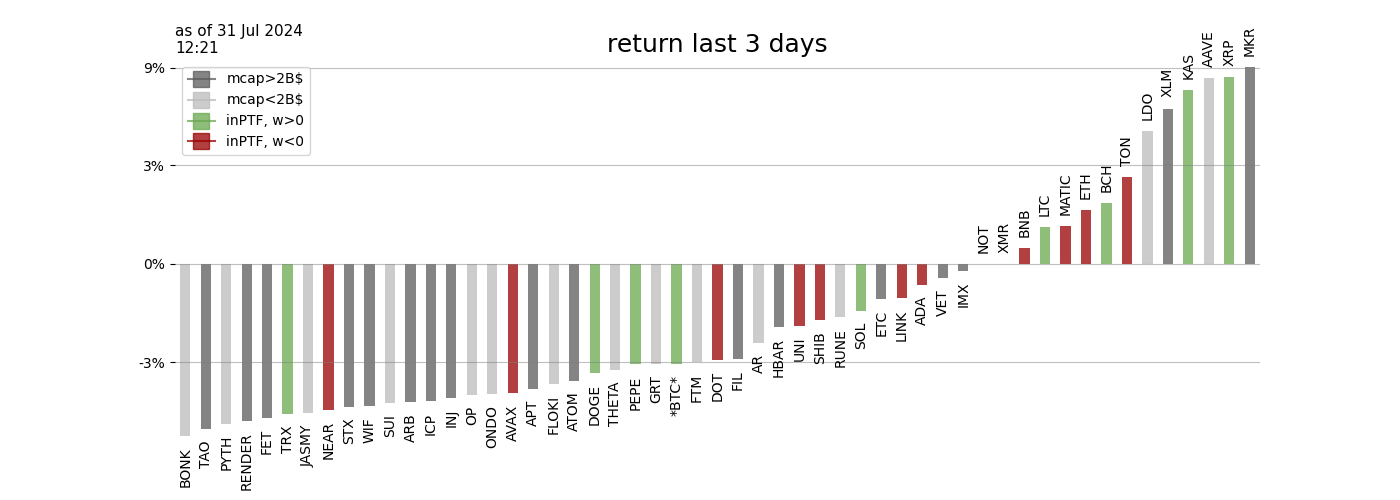 as of 31 Jul 2024
12:21
return last 3 days
9%
3%
0%
-3%
mcap>2B$
mcap<2B$
inPTF, w>0
inPTF, w<0
BONK
TAO
PYTH
RENDER
FET
TRX
JASMY
NEAR
STX
WIF
SUI
ARB
ICP
INJ
OP
ONDO
AVAX
APT
FLOKI
ATOM
DOGE
THETA
PEPE
GRT
*BTC*
FTM
DOT
FIL
AR
HBAR
UNI
SHIB
RUNE
SOL
ETC
LINK
ADA
VET
IMX
NOT
XMR
BNB
LTC
MATIC
ETH
BCH
TON
LDO
XLM
KAS
AAVE
XRP
MKR